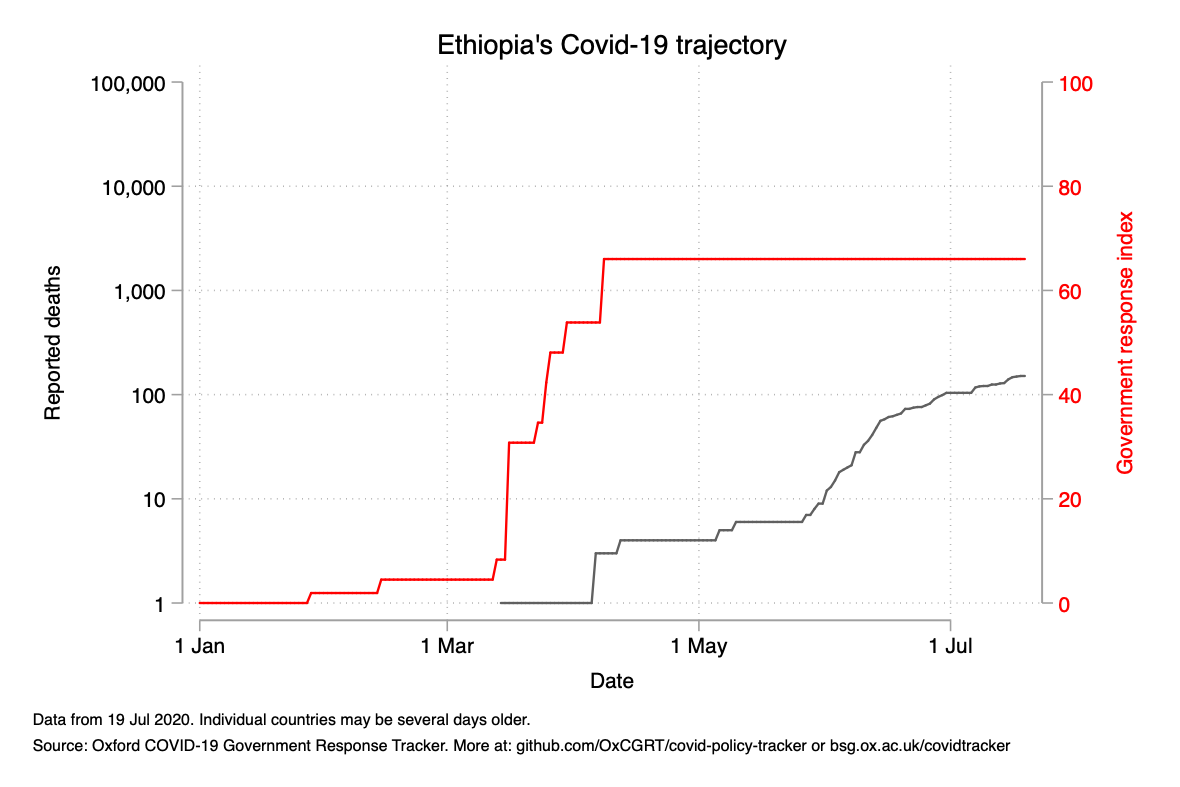 Ethiopia's Covid-19 trajectory
100,000
10,000
1,000
100
10
1
Reported deaths
100
80
60
40
20
0
Government response index
1 Jan
1 Mar
1 May
1 Jul
Date
Data from 19 Jul 2020. Individual countries may be several days older.
Source: Oxford COVID-19 Government Response Tracker. More at: github.com/OxCGRT/covid-policy-tracker or bsg.ox.ac.uk/covidtracker